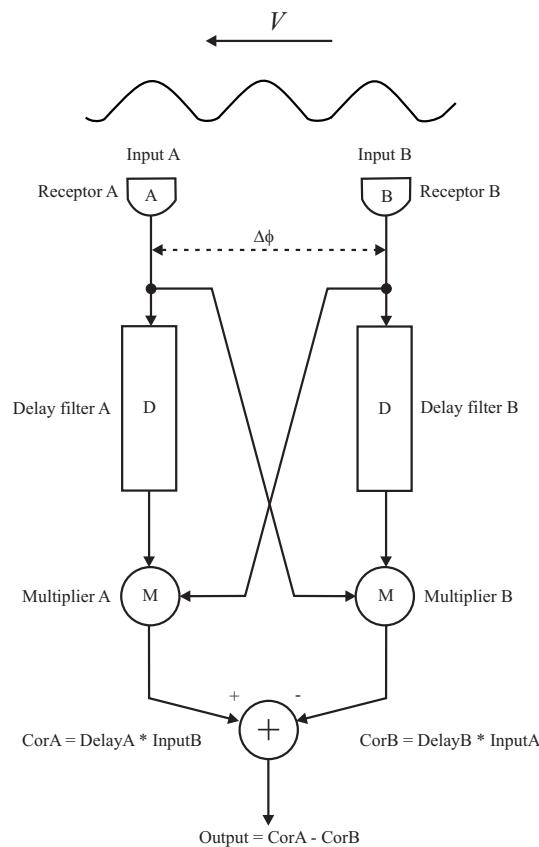 V
Input A
Input B
Receptor A
A
B
Receptor B
Δϕ
Delay filter A
D
D
Delay filter B
Multiplier A
M
M
Multiplier B
+
-
+
CorA = DelayA * InputB
CorB = DelayB * InputA
Output = CorA - CorB